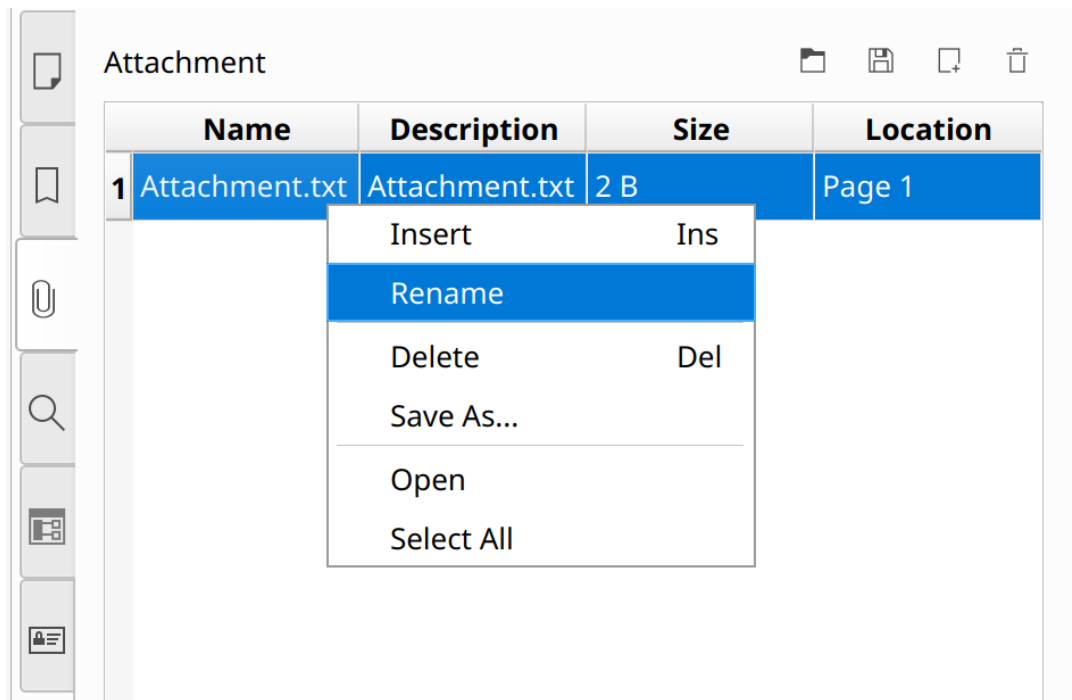 Attachment
Name Description Size Location
1 Attachment.txt Attachment.txt 2 B Page 1
Insert Ins
Rename
Delete Del
Save As...
Open
Select All